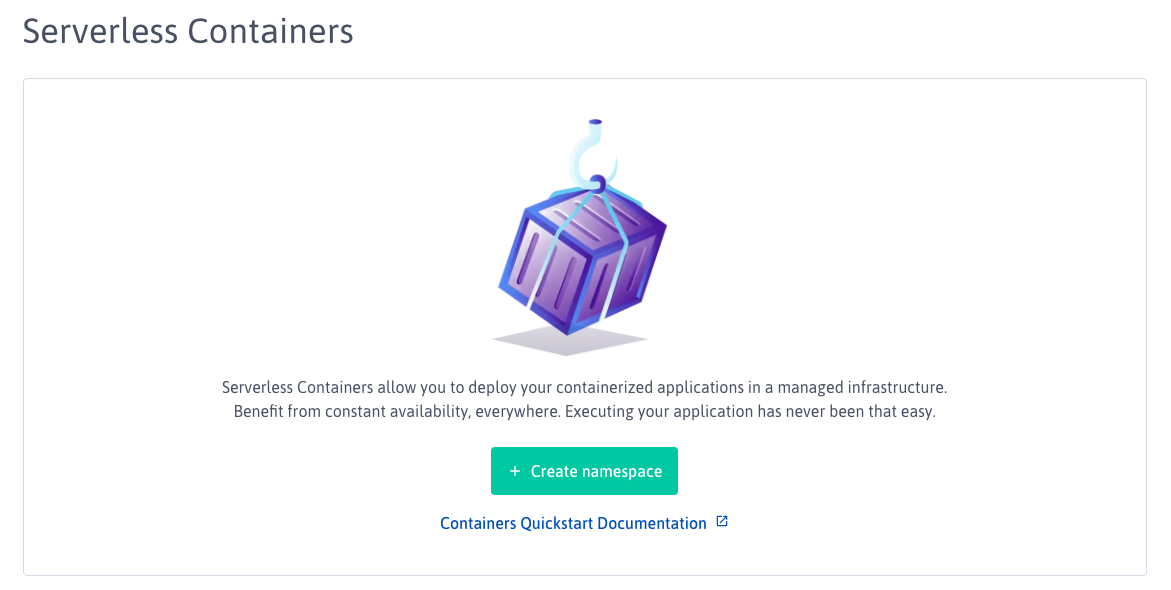 Serverless Containers
Serverless Containers allow you to deploy your containerized applications in a managed infrastructure.
Benefit from constant availability, everywhere. Executing your application has never been that easy.
+ Create namespace
Containers Quickstart Documentation